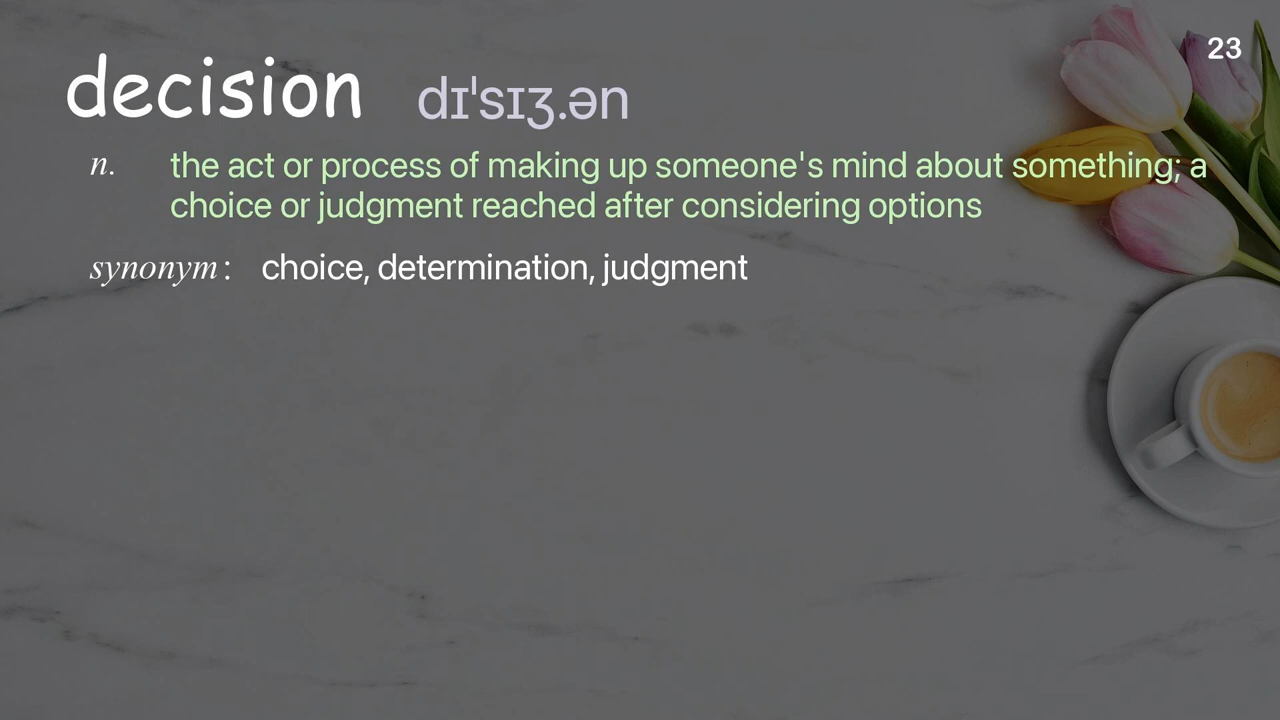 23
decision dɪˈsɪʒ.ən
n. the act or process of making up someone's mind about something; a
choice or judgment reached after considering options
synonym: choice, determination, judgment